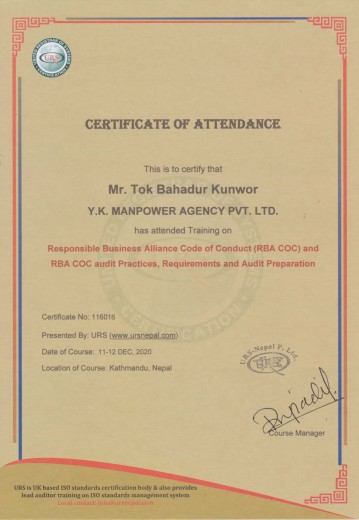 URS
CERTIFICATE OF ATTENDANCE
This is to certify that
Mr. Tok Bahadur Kunwor
Y.K. MANPOWER AGENCY PVT. LTD.
has attended Training on
Responsible Business Alliance Code of Conduct (RBA COC) and
RBA COC audit Practices, Requirements and Audit Preparation
Certificate No: 116016
Presented By: URS (www.ursnepal.com)
Date of Course: 11-12 DEC, 2020
Location of Course: Kathmandu, Nepal
URS-Nepal P. Ltd.
URS
Course Manager
URS is UK based ISO standards certification body & also provides
lead auditor training on ISO standards management system